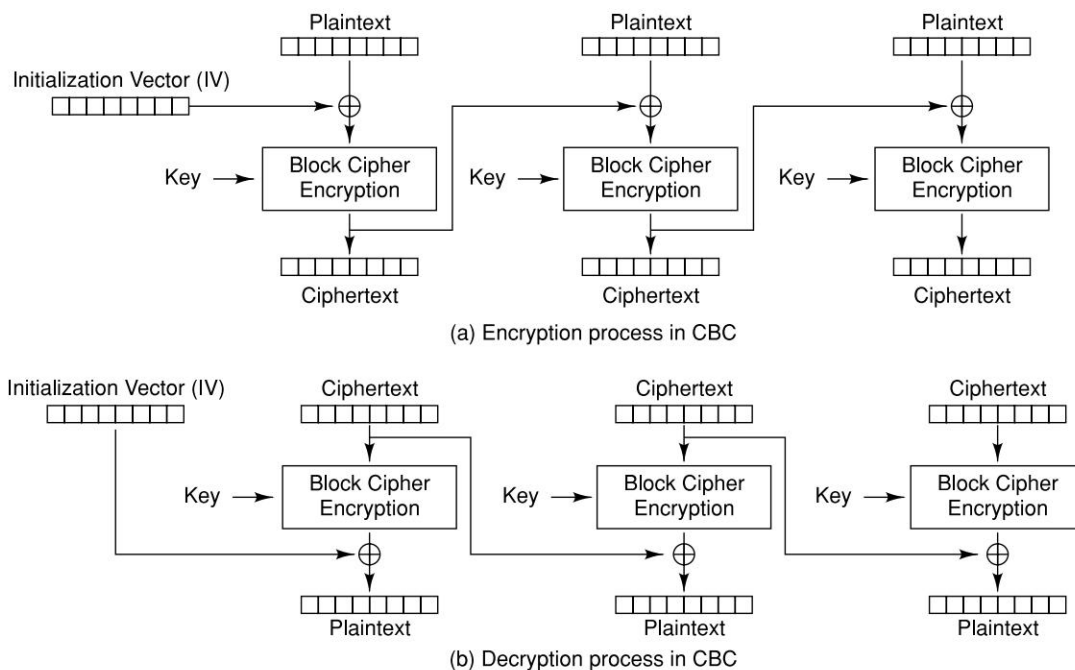 Plaintext Plaintext Plaintext
Initialization Vector (IV)
Key Block Cipher Encryption Key Block Cipher Encryption Key Block Cipher Encryption
Ciphertext Ciphertext Ciphertext
(a) Encryption process in CBC
Initialization Vector (IV) Ciphertext Ciphertext Ciphertext
Key Block Cipher Encryption Key Block Cipher Encryption Key Block Cipher Encryption
Plaintext Plaintext Plaintext
(b) Decryption process in CBC